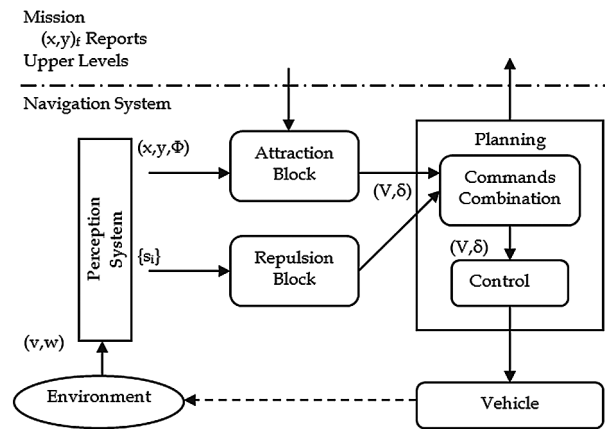 Mission
(x,y)f Reports
Upper Levels
Navigation System
Perception
System
(x,y,Φ)
{si}
(v,w)
Attraction
Block
Repulsion
Block
(V,δ)
Planning
Commands
Combination
(V,δ)
Control
Environment
Vehicle